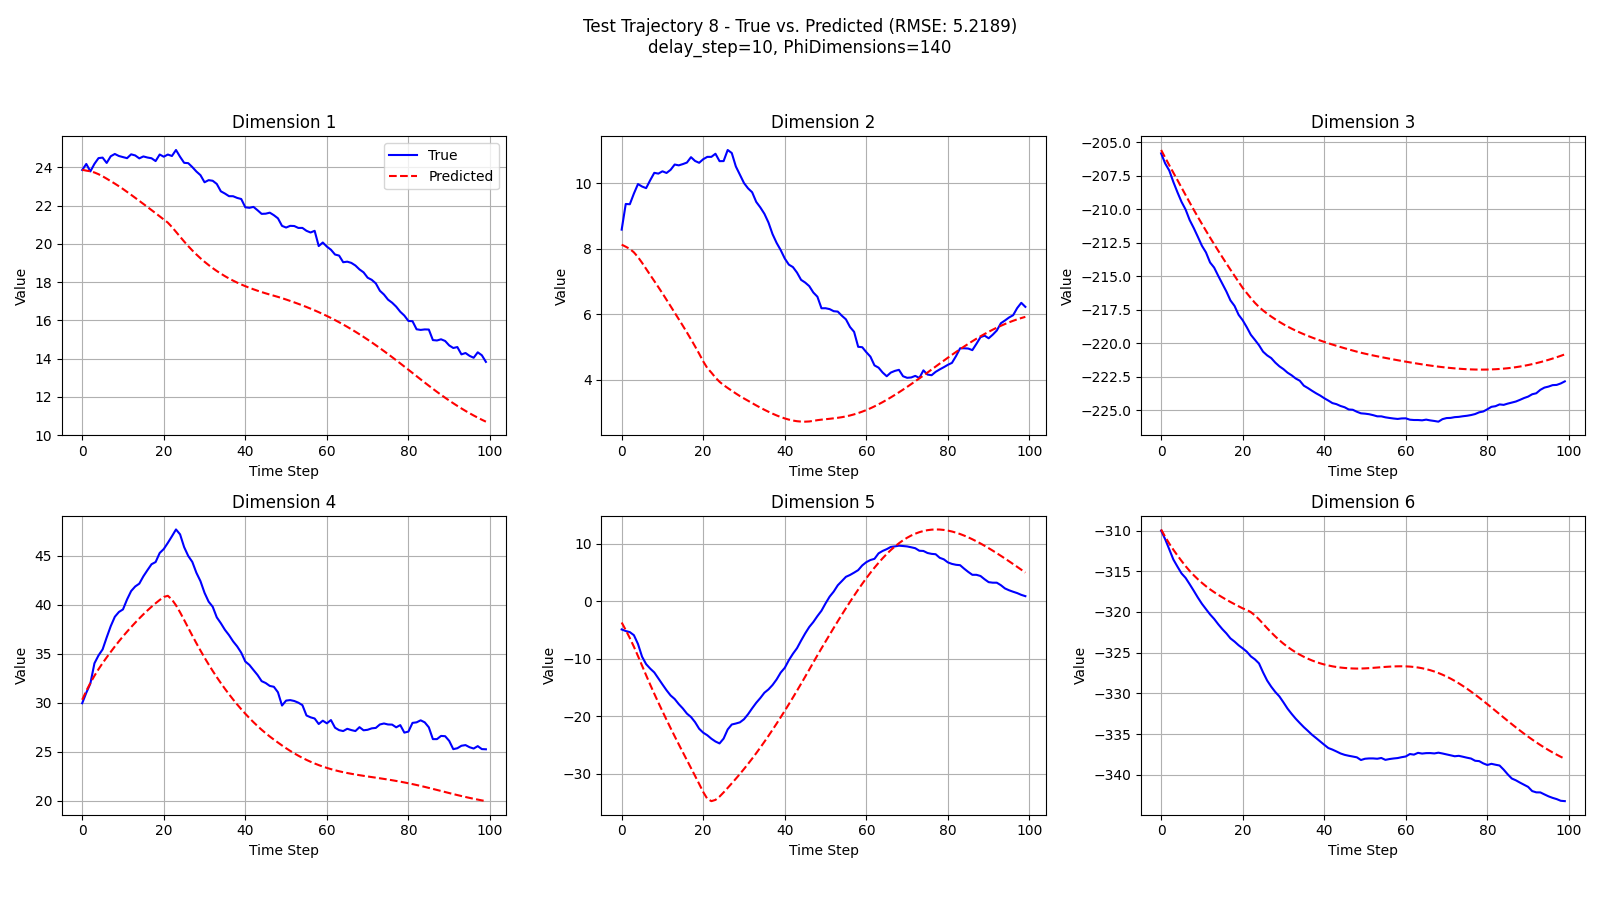 Test Trajectory 8 - True vs. Predicted (RMSE: 5.2189)
delay_step=10, PhiDimensions=140
Dimension 1
True
Predicted
Value
24
22
20
18
16
14
12
10
0 20 40 60 80 100
Time Step
Dimension 2
Value
10
8
6
4
0 20 40 60 80 100
Time Step
Dimension 3
Value
−205.0
−207.5
−210.0
−212.5
−215.0
−217.5
−220.0
−222.5
−225.0
0 20 40 60 80 100
Time Step
Dimension 4
Value
45
40
35
30
25
20
0 20 40 60 80 100
Time Step
Dimension 5
Value
10
0
−10
−20
−30
0 20 40 60 80 100
Time Step
Dimension 6
Value
−310
−315
−320
−325
−330
−335
−340
0 20 40 60 80 100
Time Step